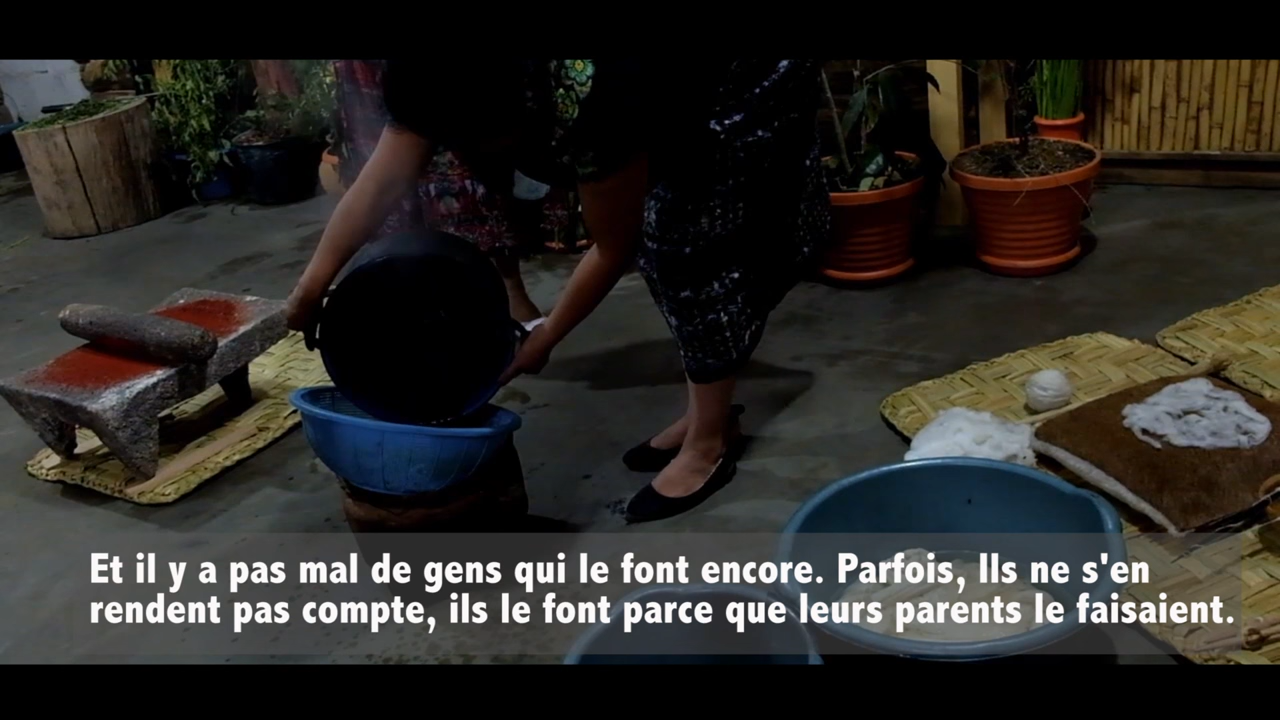 Et il y a pas mal de gens qui le font encore. Parfois, Ils ne s'en
rendent pas compte, ils le font parce que leurs parents le faisaient.